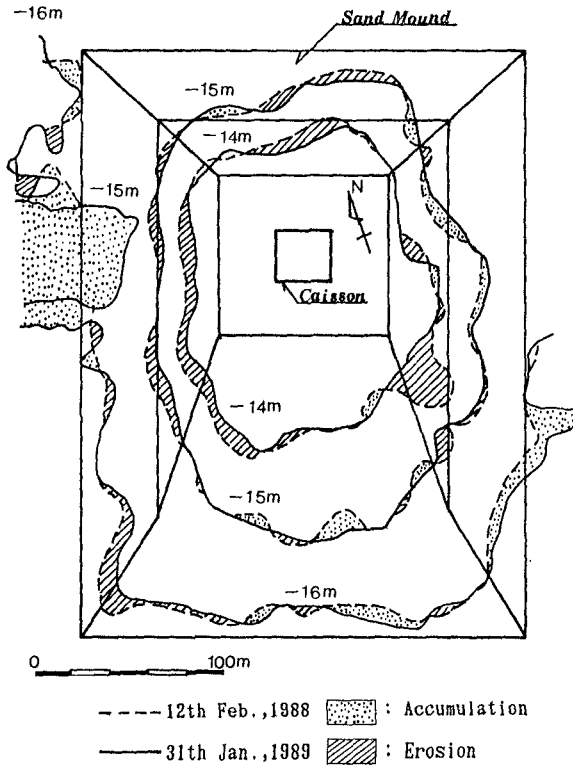 -16m
Sand Mound
-15m
-14m
-15m
N
Caisson
-14m
-15m
-16m
0 100m
12th Feb.,1988 : Accumulation
31th Jan.,1989 : Erosion